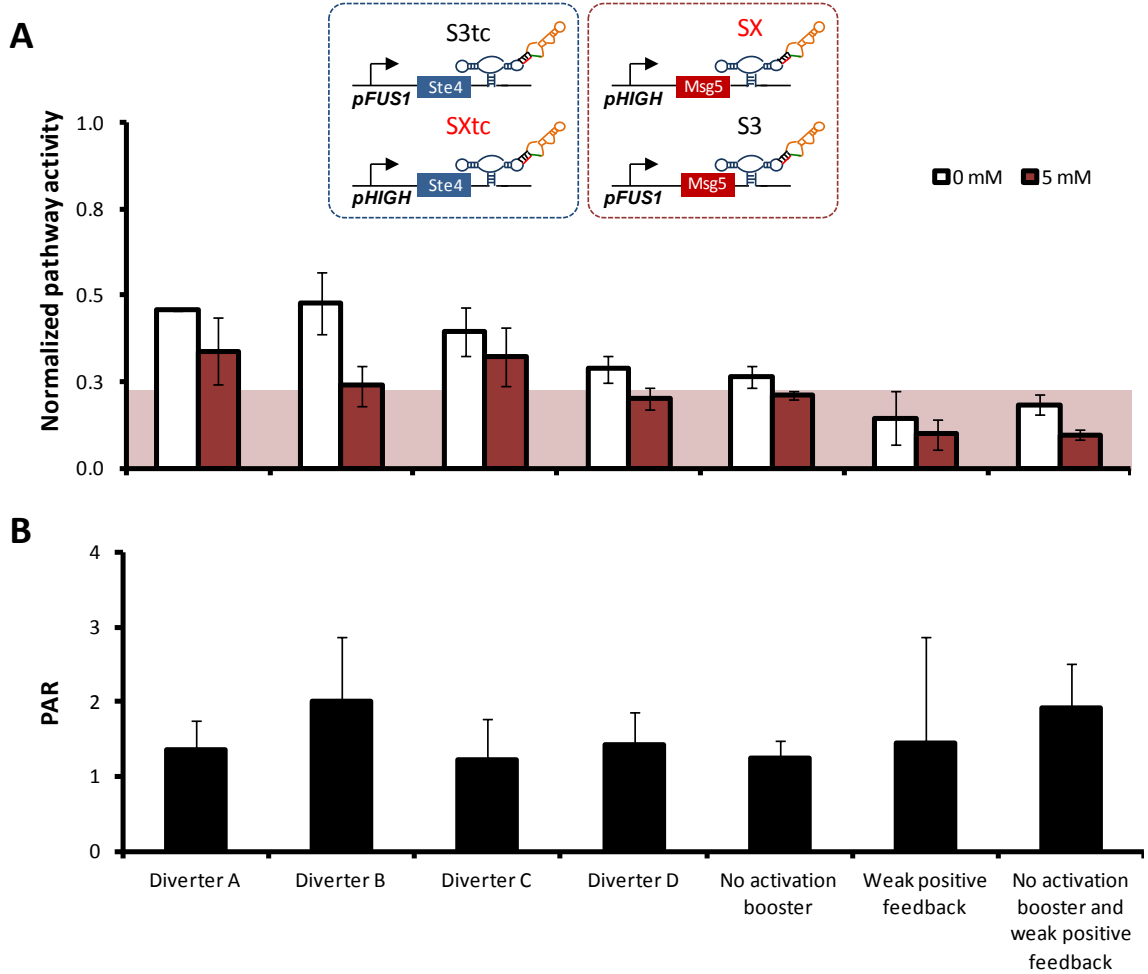 A
S3tc
pFUS1
Ste4
SXtc
pHIGH
Ste4
SX
pHIGH
Msg5
S3
pFUS1
Msg5
Normalized pathway activity
1.0
0.8
0.5
0.3
0.0
0 mM
5 mM
B
PAR
4
3
2
1
0
Diverter A
Diverter B
Diverter C
Diverter D
No activation
booster
Weak positive
feedback
No activation
booster and
weak positive
feedback